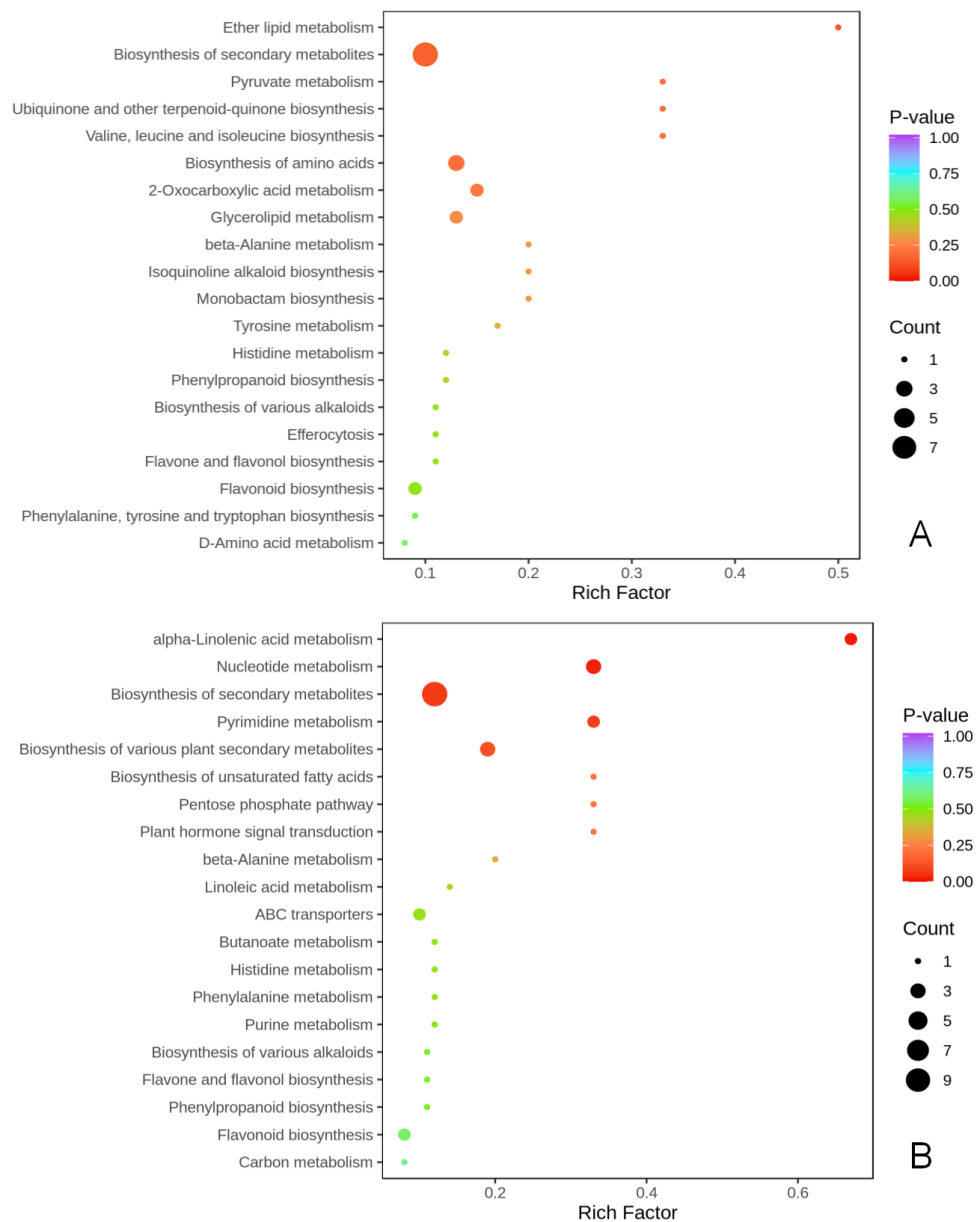 Ether lipid metabolism
Biosynthesis of secondary metabolites
Pyruvate metabolism
Ubiquinone and other terpenoid-quinone biosynthesis
Valine, leucine and isoleucine biosynthesis
Biosynthesis of amino acids
2-Oxocarboxylic acid metabolism
Glycerolipid metabolism
beta-Alanine metabolism
Isoquinoline alkaloid biosynthesis
Monobactam biosynthesis
Tyrosine metabolism
Histidine metabolism
Phenylpropanoid biosynthesis
Biosynthesis of various alkaloids
Efferocytosis
Flavone and flavonol biosynthesis
Flavonoid biosynthesis
Phenylalanine, tyrosine and tryptophan biosynthesis
D-Amino acid metabolism
0.1 0.2 0.3 0.4 0.5
Rich Factor
P-value
1.00
0.75
0.50
0.25
0.00
Count
1
3
5
7
A
alpha-Linolenic acid metabolism
Nucleotide metabolism
Biosynthesis of secondary metabolites
Pyrimidine metabolism
Biosynthesis of various plant secondary metabolites
Biosynthesis of unsaturated fatty acids
Pentose phosphate pathway
Plant hormone signal transduction
beta-Alanine metabolism
Linoleic acid metabolism
ABC transporters
Butanoate metabolism
Histidine metabolism
Phenylalanine metabolism
Purine metabolism
Biosynthesis of various alkaloids
Flavone and flavonol biosynthesis
Phenylpropanoid biosynthesis
Flavonoid biosynthesis
Carbon metabolism
0.2 0.4 0.6
Rich Factor
P-value
1.00
0.75
0.50
0.25
0.00
Count
1
3
5
7
9
B